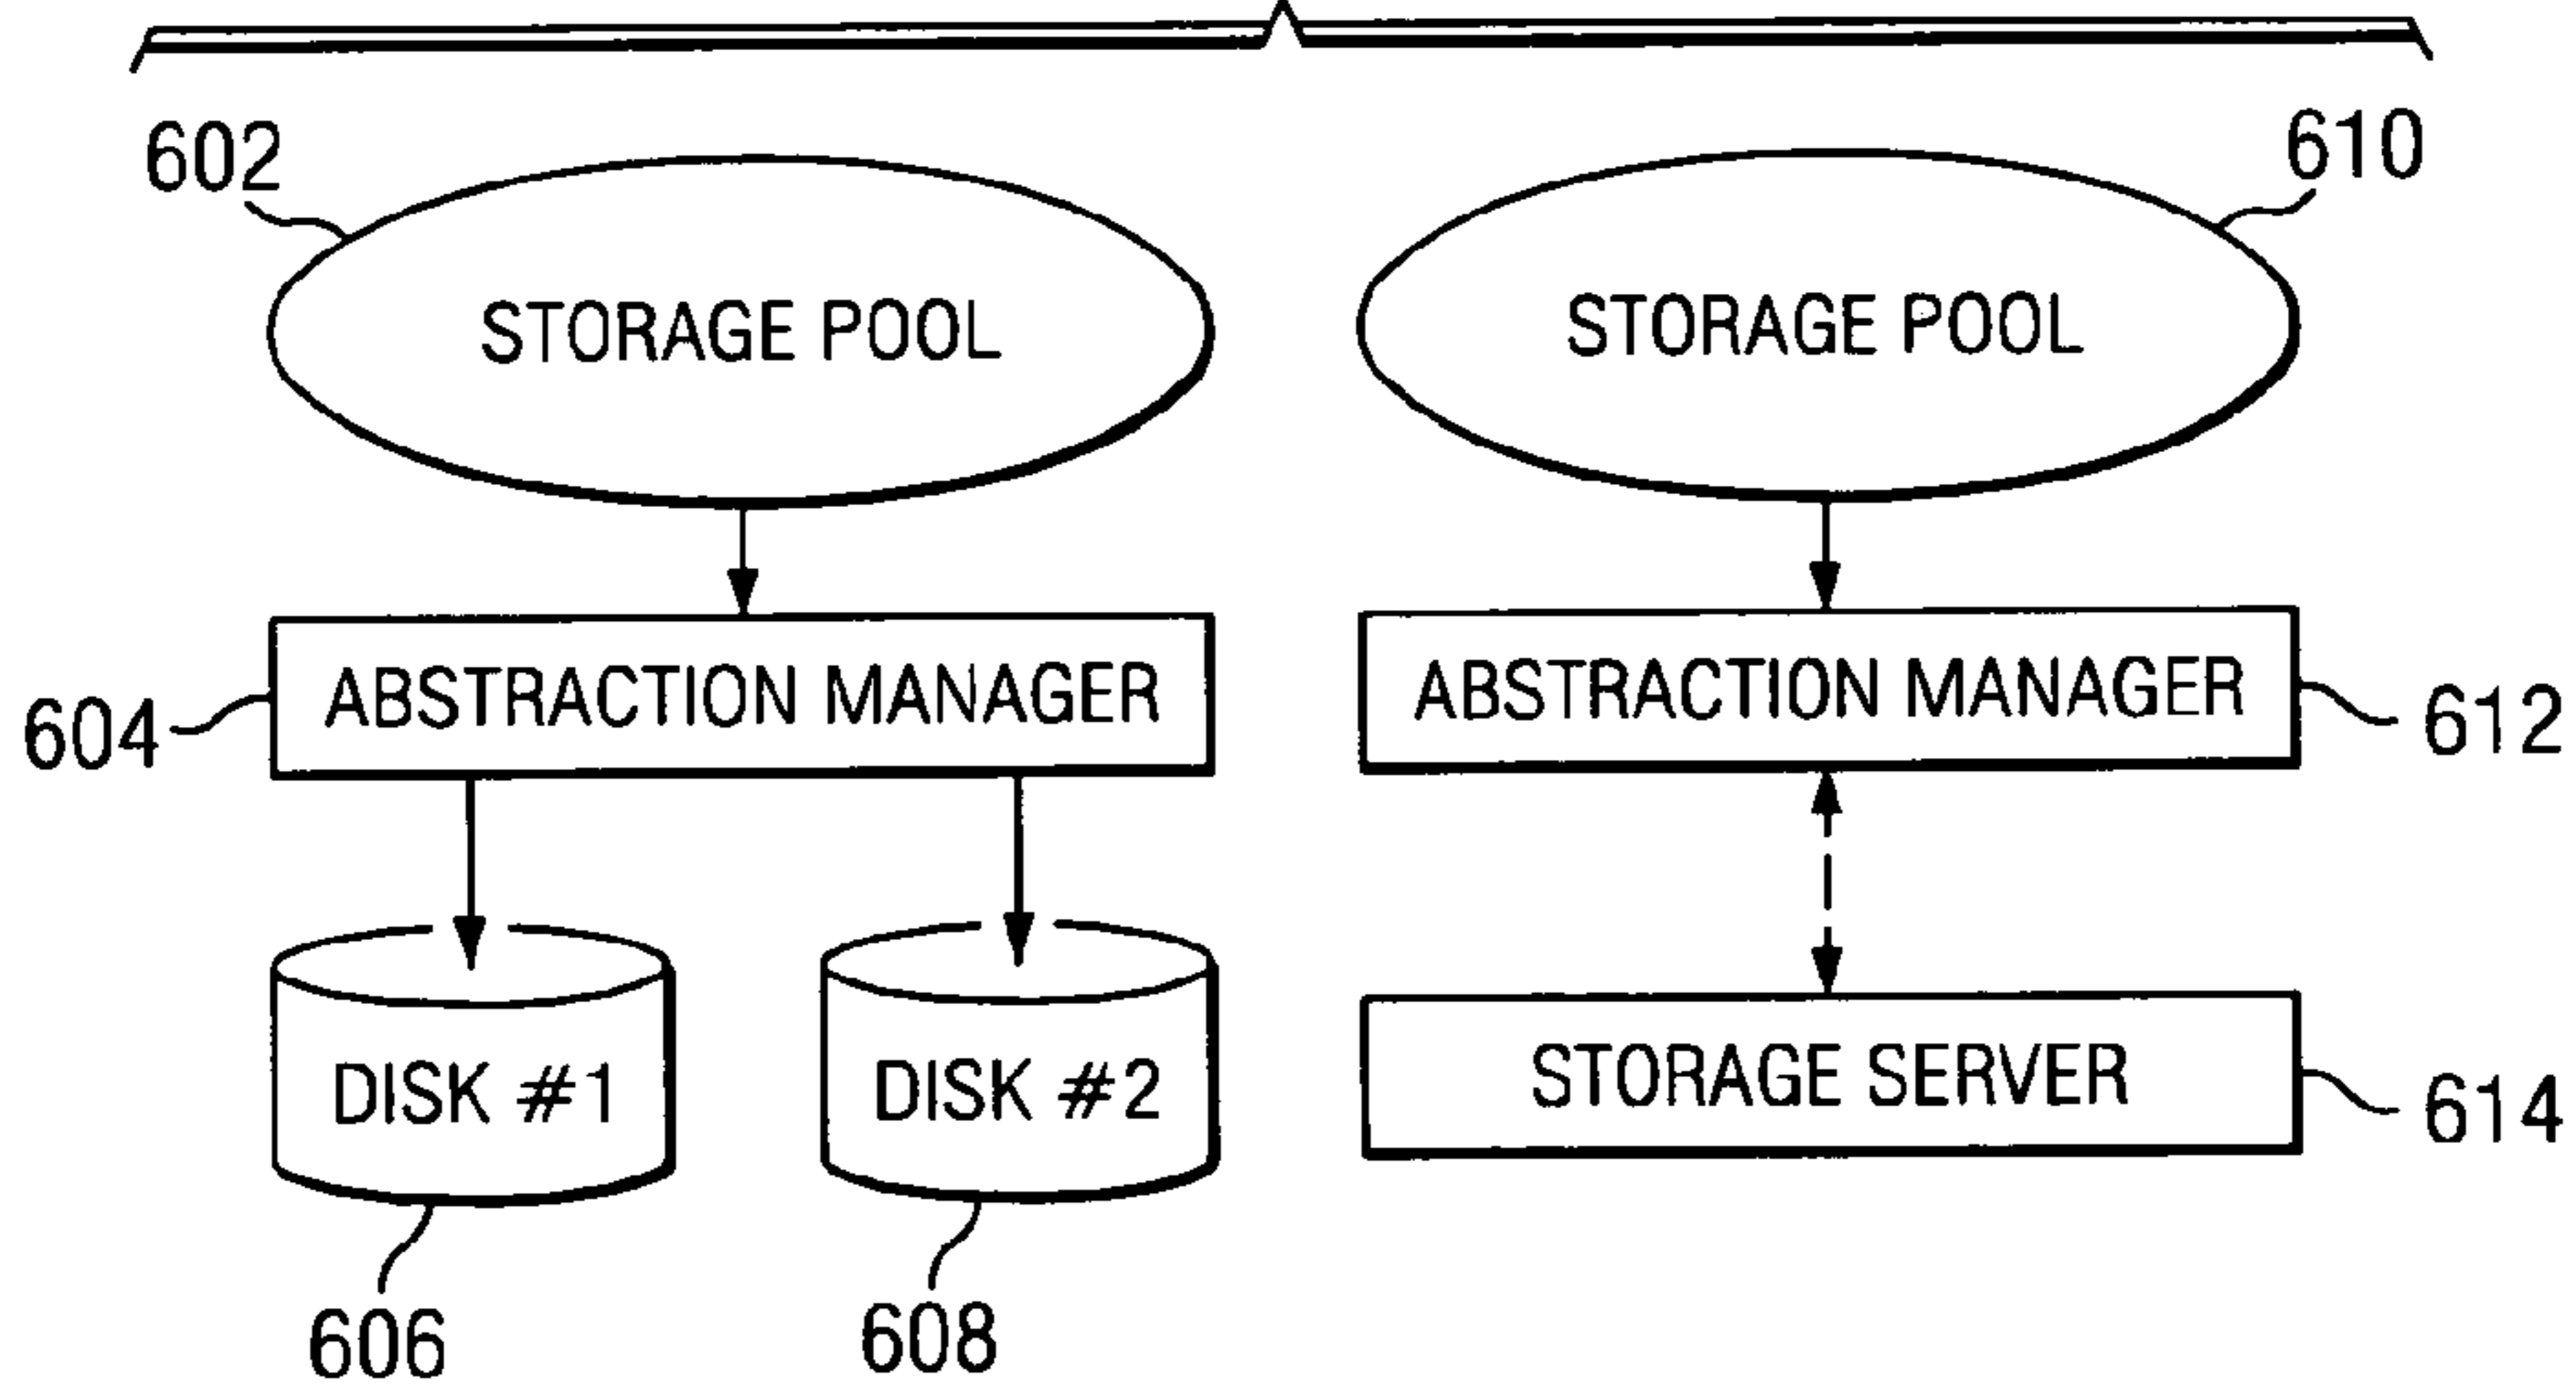 602
610
STORAGE POOL
STORAGE POOL
ABSTRACTION MANAGER
ABSTRACTION MANAGER
604
612
DISK #1
DISK #2
STORAGE SERVER
614
606
608